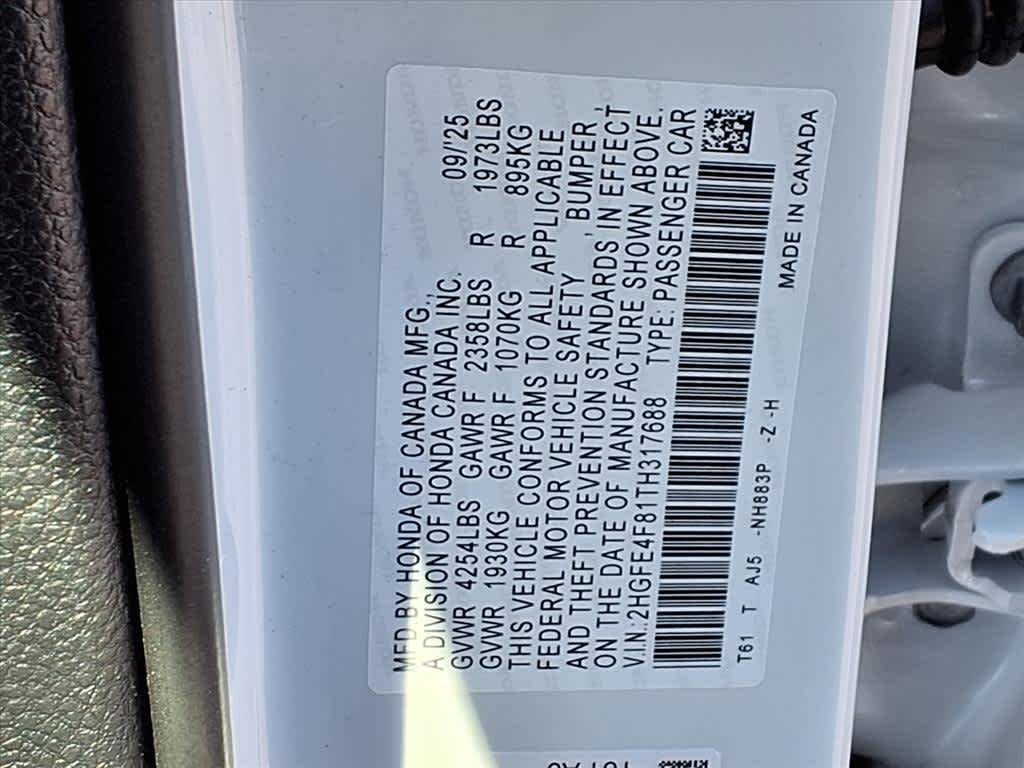 MFD BY HONDA OF CANADA MFG., 09/'25
A DIVISION OF HONDA CANADA INC.
GVWR 4254LBS GAWR F 2358LBS R 1973LBS
GVWR 1930KG GAWR F 1070KG R 895KG
THIS VEHICLE CONFORMS TO ALL APPLICABLE
FEDERAL MOTOR VEHICLE SAFETY , BUMPER ,
AND THEFT PREVENTION STANDARDS, IN EFFECT
ON THE DATE OF MANUFACTURE SHOWN ABOVE.
V.I.N.:2HGFE4F81TH317688 TYPE: PASSENGER CAR
T61 T AJ5 -NH883P -Z -H
MADE IN CANADA